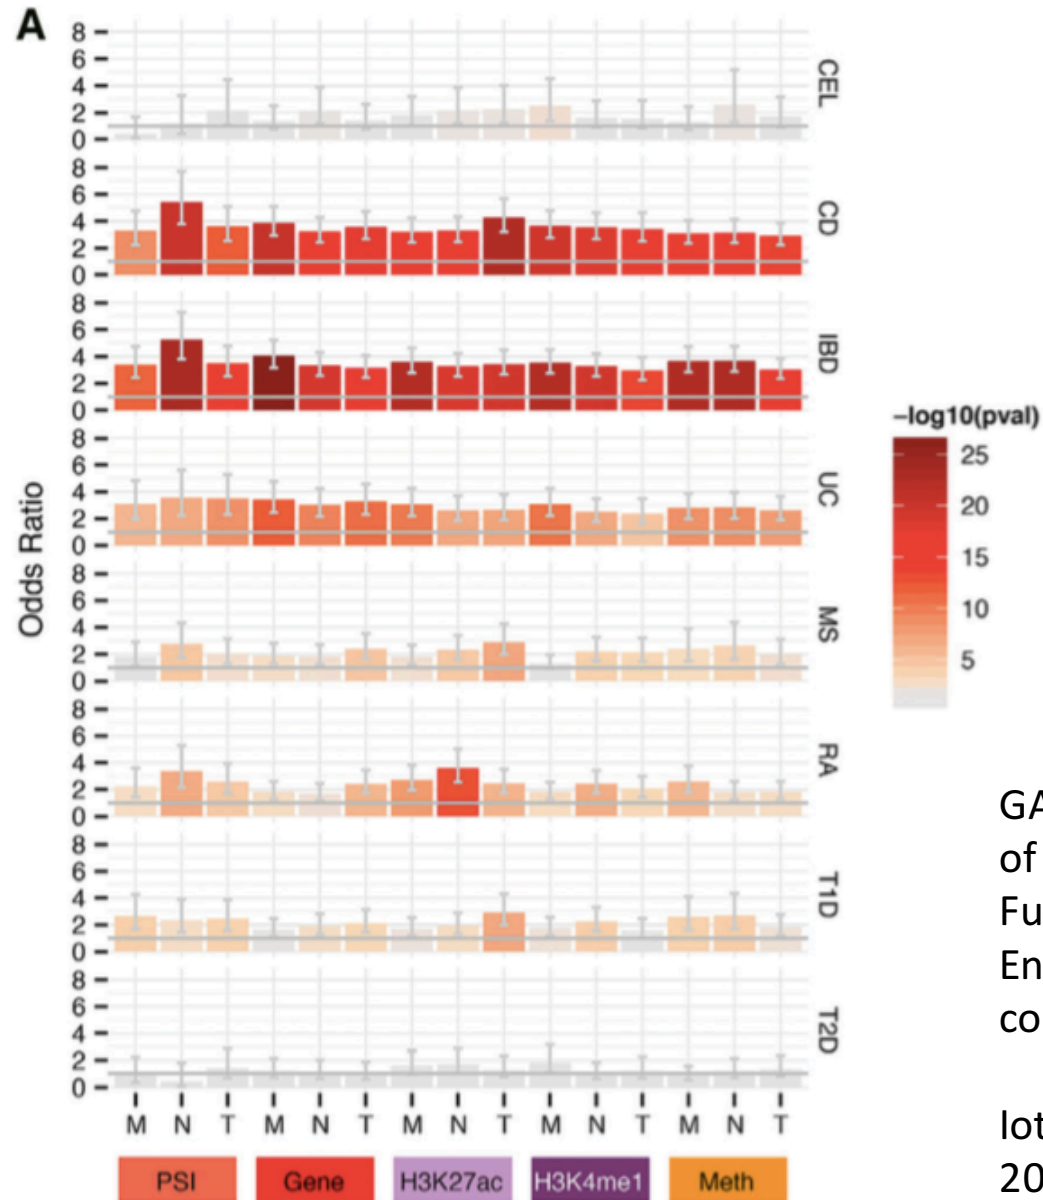 A
8
6
4
2
0
CEL
8
6
4
2
0
CD
8
6
4
2
0
IBD
8
6
4
2
0
UC
8
6
4
2
0
MS
8
6
4
2
0
RA
8
6
4
2
0
T1D
8
6
4
2
0
T2D
Odds Ratio
M N T M N T M N T M N T M N T
PSI Gene H3K27ac H3K4me1 Meth
−log10(pval)
25
20
15
10
5
GA
of
Fu
En
co
lot
20